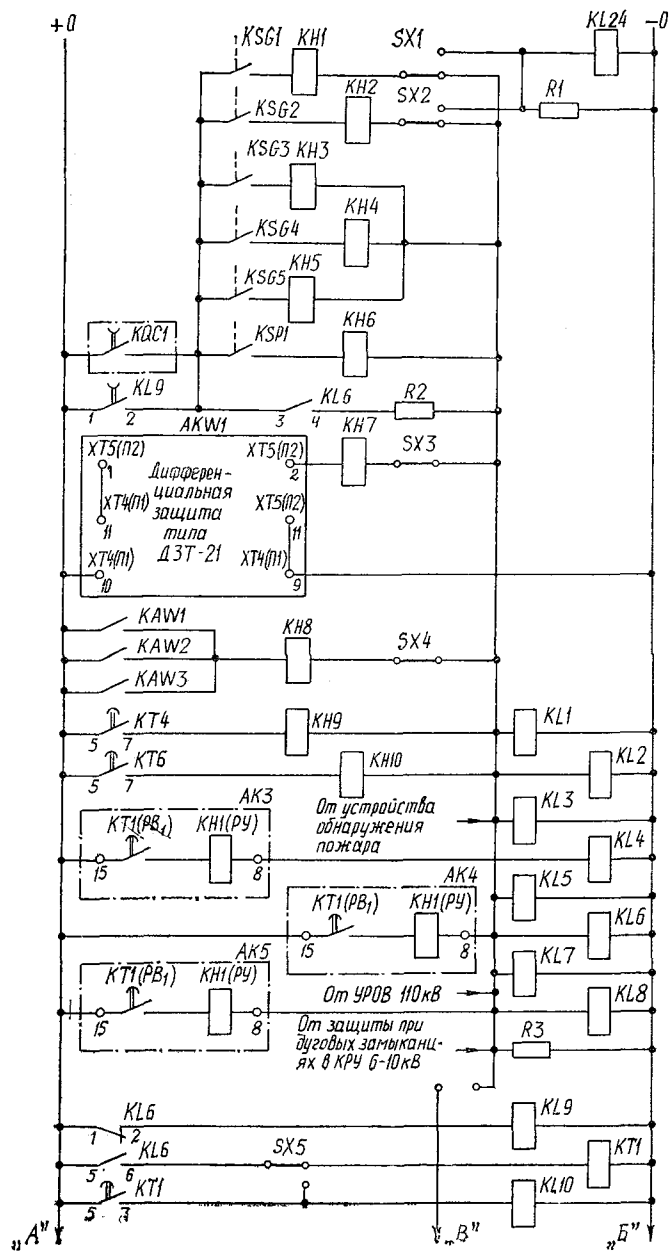 +0
-0
KSG1
KH1
SX1
KL24
KSG2
KH2
SX2
R1
KSG3
KH3
KSG4
KH4
KSG5
KH5
KQC1
KSP1
KH6
KL9
1
2
3
KL6
4
R2
AKW1
KH7
SX3
XT5(П2)
1
XT5(П2)
2
Дифферен-
циальная
защита
типа
ДЗТ-21
XT4(П1)
11
XT5(П2)
11
XT4(П1)
10
XT4(П1)
9
KAW1
KAW2
KAW3
KH8
SX4
KT4
5
7
KH9
KL1
KT6
5
7
KH10
KL2
От устройства
обнаружения
пожара
KL3
AK3
KT1(PB1)
KH1(РУ)
15
8
KL4
AK4
KL5
KT1(PB1)
KH1(РУ)
15
8
KL6
AK5
KL7
KT1(PB1)
KH1(РУ)
15
8
От УРОВ 110кВ
KL8
От защиты при
дуговых замыкани-
ях в КРУ 6-10кВ
R3
KL6
1
2
KL9
KL6
5
6
SX5
KT1
KT1
5
3
KL10
„А"
„В"
„Б"